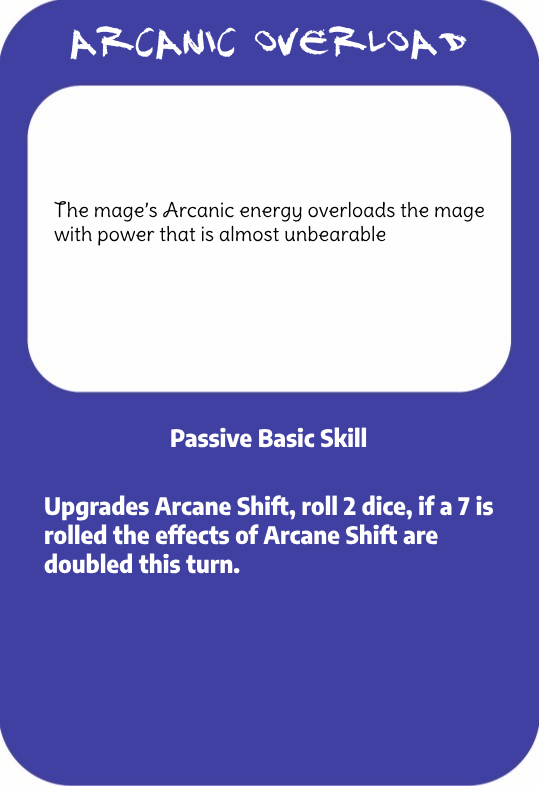 ARCANIC OVERLOAD
The mage's Arcanic energy overloads the mage
with power that is almost unbearable
Passive Basic Skill
Upgrades Arcane Shift, roll 2 dice, if a 7 is
rolled the effects of Arcane Shift are
doubled this turn.